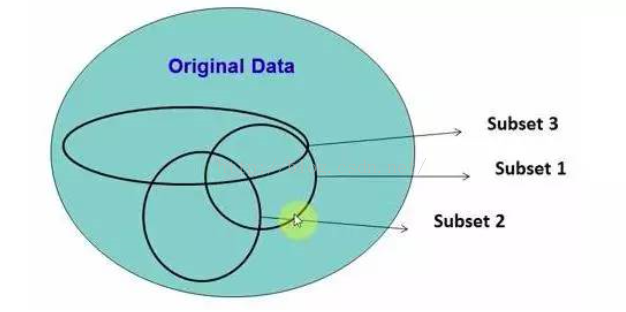 Original Data
Subset 3
Subset 1
Subset 2